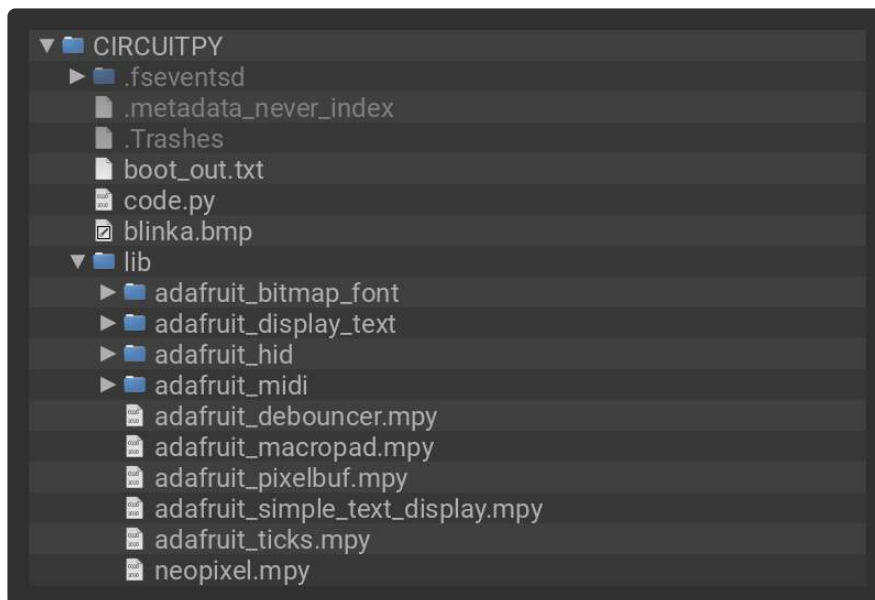 CIRCUITPY
.fseventsd
.metadata_never_index
.Trashes
boot_out.txt
code.py
blinka.bmp
lib
adafruit_bitmap_font
adafruit_display_text
adafruit_hid
adafruit_midi
adafruit_debouncer.mpy
adafruit_macropad.mpy
adafruit_pixelbuf.mpy
adafruit_simple_text_display.mpy
adafruit_ticks.mpy
neopixel.mpy